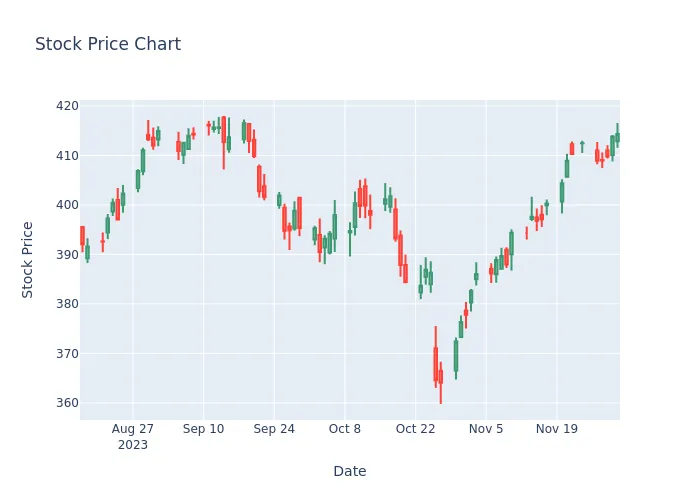 Stock Price Chart
420
410
400
390
380
370
360
Stock Price
Aug 27
2023
Sep 10
Sep 24
Oct 8
Oct 22
Nov 5
Nov 19
Date